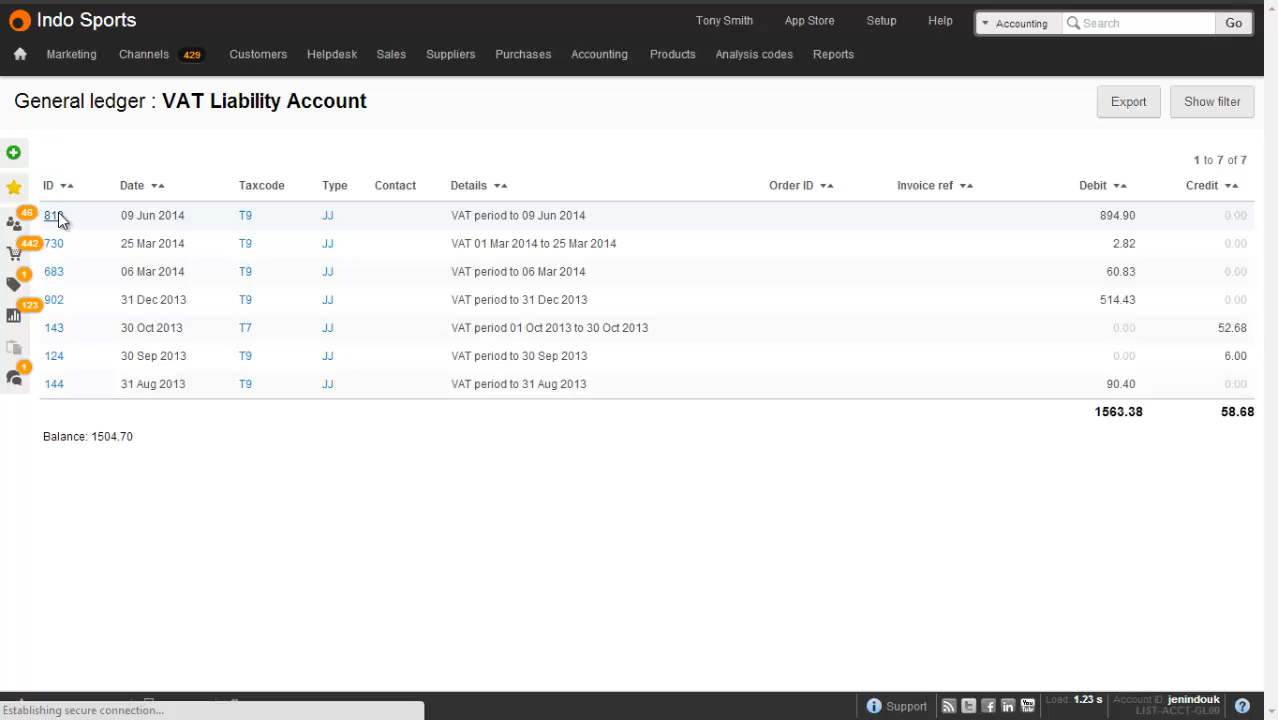 Indo Sports
Tony Smith App Store Setup Help Accounting Search Go
Marketing Channels 429 Customers Helpdesk Sales Suppliers Purchases Accounting Products Analysis codes Reports
General ledger : VAT Liability Account Export Show filter
1 to 7 of 7
ID Date Taxcode Type Contact Details Order ID Invoice ref Debit Credit
09 Jun 2014 T9 JJ VAT period to 09 Jun 2014 894.90 0.00
730 25 Mar 2014 T9 JJ VAT 01 Mar 2014 to 25 Mar 2014 2.82 0.00
683 06 Mar 2014 T9 JJ VAT period to 06 Mar 2014 60.83 0.00
902 31 Dec 2013 T9 JJ VAT period to 31 Dec 2013 514.43 0.00
143 30 Oct 2013 T7 JJ VAT period 01 Oct 2013 to 30 Oct 2013 0.00 52.68
124 30 Sep 2013 T9 JJ VAT period to 30 Sep 2013 0.00 6.00
144 31 Aug 2013 T9 JJ VAT period to 31 Aug 2013 90.40 0.00
1563.38 58.68
Balance: 1504.70
46
442
1
123
1
Establishing secure connection...
Support
Load: 1.23 s
Account ID jenindouk
LIST-ACCT-GL00